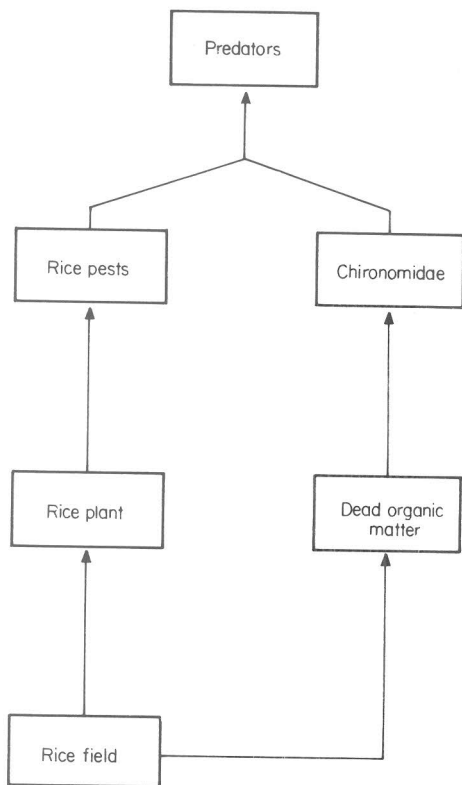 Predators
Rice pests
Chironomidae
Rice plant
Dead organic
matter
Rice field